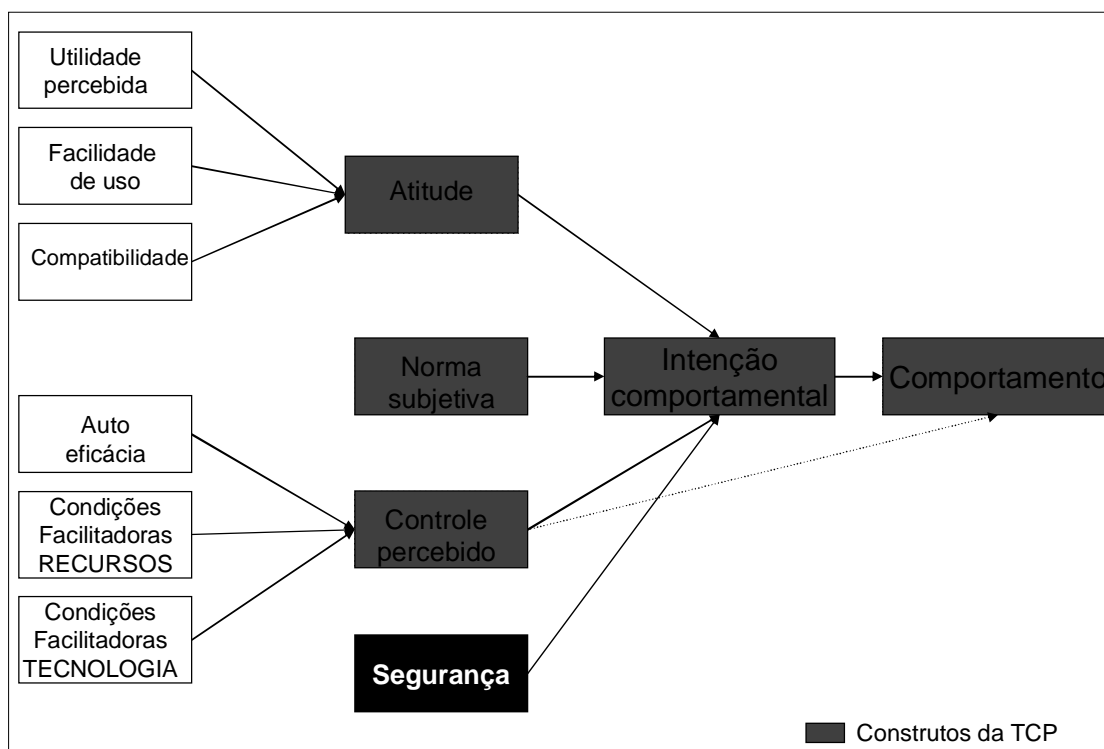 Utilidade
percebida
Facilidade
de uso
Compatibilidade
Atitude
Norma
subjetiva
Intenção
comportamental
Comportamento
Auto
eficácia
Condições
Facilitadoras
RECURSOS
Condições
Facilitadoras
TECNOLOGIA
Controle
percebido
Segurança
Construtos da TCP